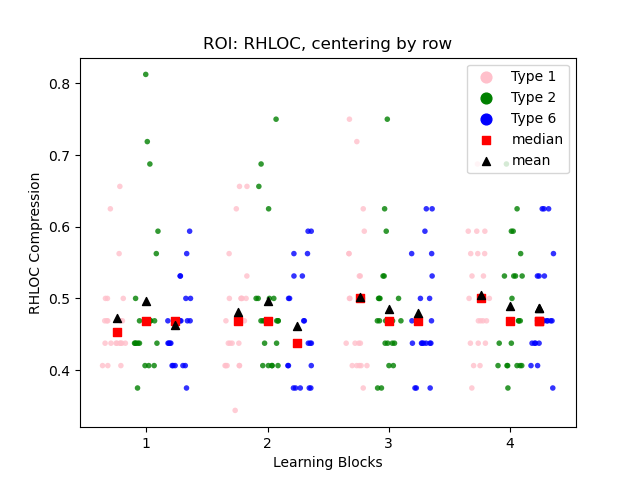 ROI: RHLOC, centering by row
RHLOC Compression
0.8
0.7
0.6
0.5
0.4
Type 1
Type 2
Type 6
median
mean
1 2 3 4
Learning Blocks